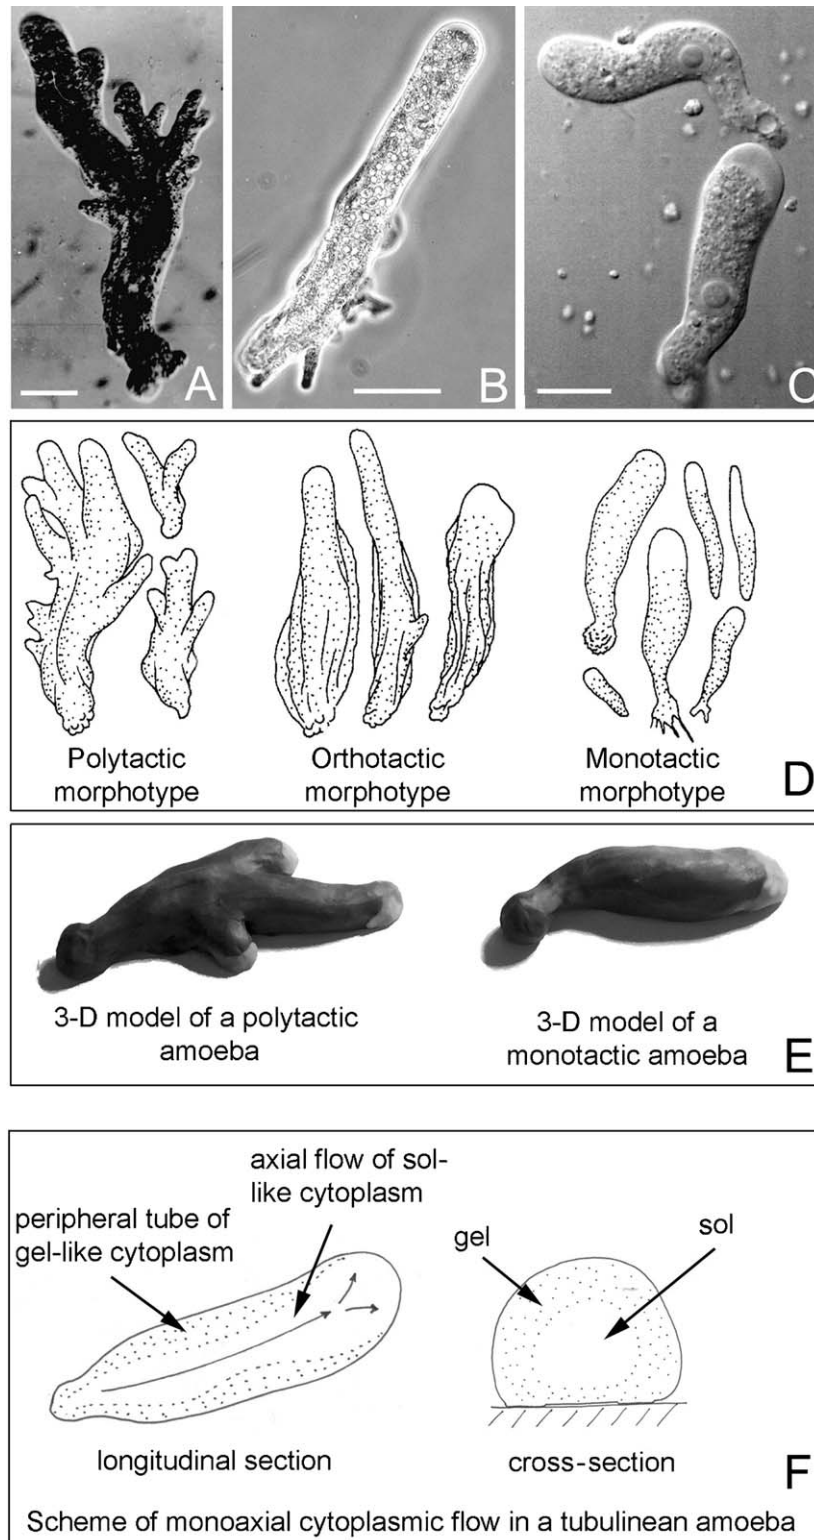 A
B
C
Polytactic
morphotype
Orthotactic
morphotype
Monotactic
morphotype
D
3-D model of a polytactic
amoeba
3-D model of a
monotactic amoeba
E
axial flow of sol-
like cytoplasm
peripheral tube of
gel-like cytoplasm
gel
sol
longitudinal section
cross-section
F
Scheme of monoaxial cytoplasmic flow in a tubulinean amoeba